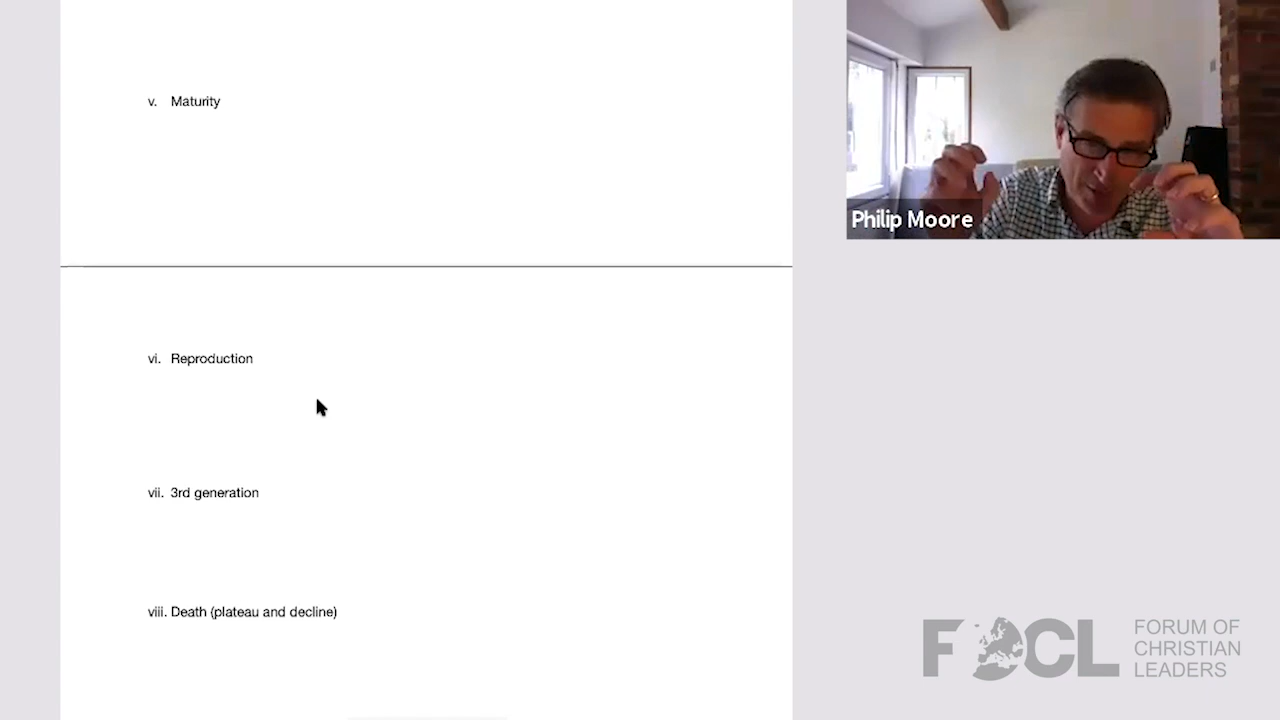 v. Maturity
Philip Moore
vi. Reproduction
vii. 3rd generation
viii. Death (plateau and decline)
FOCL
FORUM OF
CHRISTIAN
LEADERS